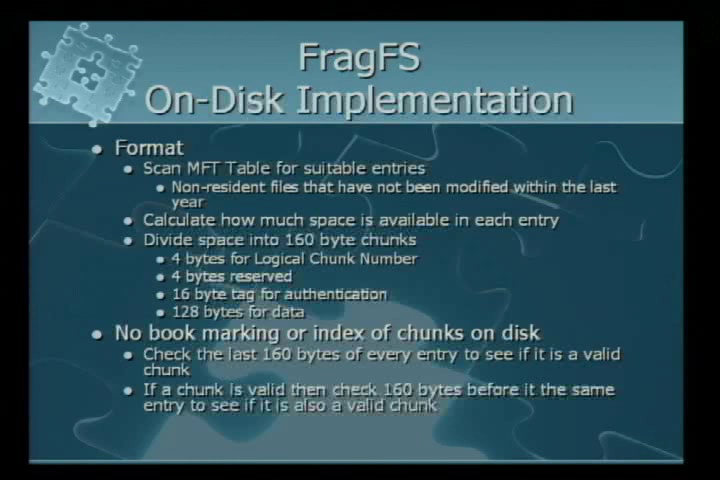 FragFS
On-Disk Implementation
Format
Scan MFT Table for suitable entries
Non-resident files that have not been modified within the last
year
Calculate how much space is available in each entry
Divide space into 160 byte chunks
4 bytes for Logical Chunk Number
4 bytes reserved
16 byte tag for authentication
128 bytes for data
No book marking or index of chunks on disk
Check the last 160 bytes of every entry to see if it is a valid
chunk
If a chunk is valid then check 160 bytes before it the same
entry to see if it is also a valid chunk